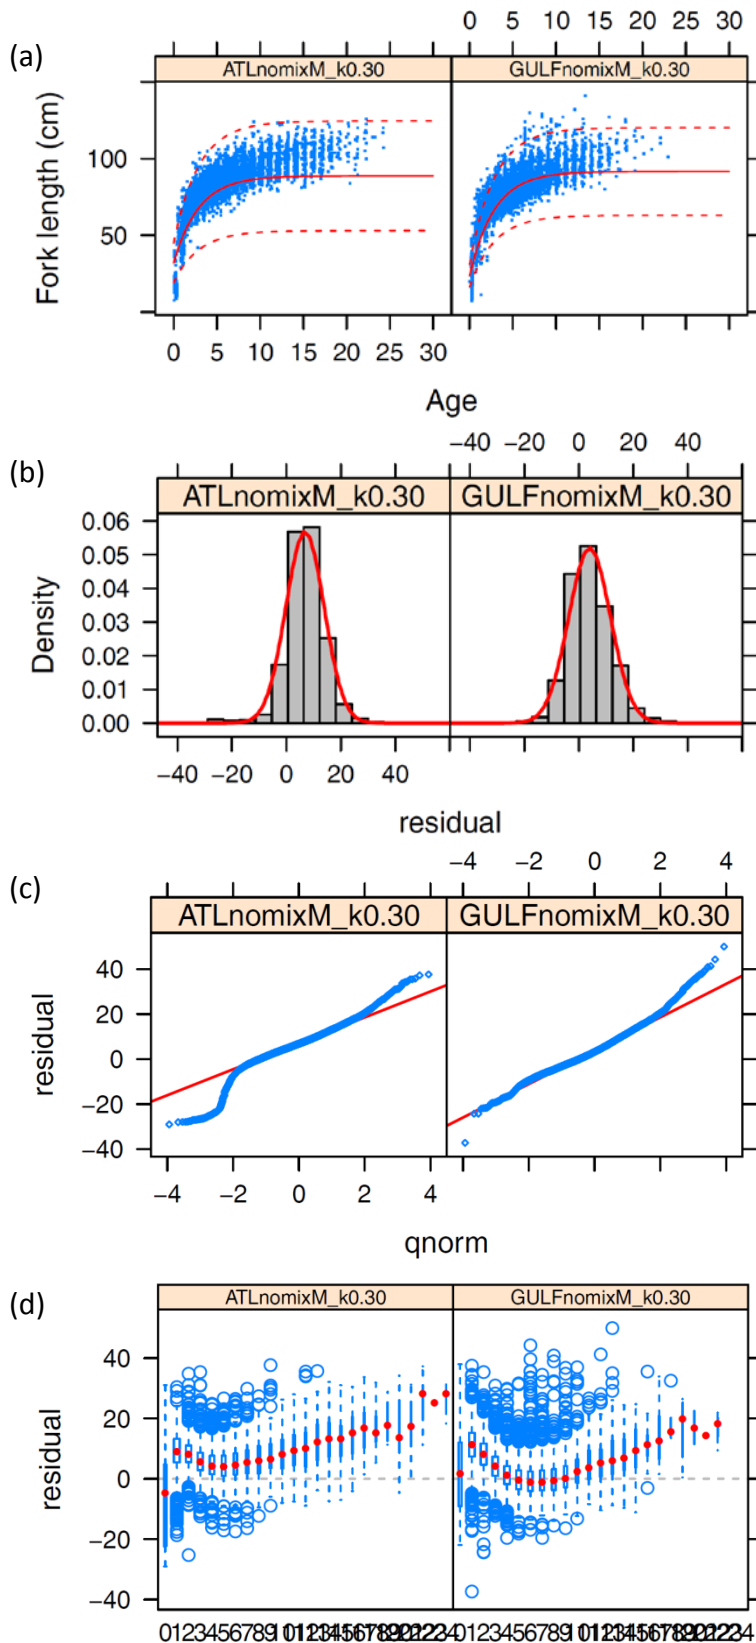 (a)
0 5 10 15 20 25 30
ATLnomixM_k0.30 GULFnomixM_k0.30
Fork length (cm)
100
50
0 5 10 15 20 25 30
Age
(b)
−40 −20 0 20 40
ATLnomixM_k0.30 GULFnomixM_k0.30
Density
0.06
0.05
0.04
0.03
0.02
0.01
0.00
−40 −20 0 20 40
residual
(c)
−4 −2 0 2 4
ATLnomixM_k0.30 GULFnomixM_k0.30
residual
40
20
0
−20
−40
−4 −2 0 2 4
qnorm
(d)
ATLnomixM_k0.30 GULFnomixM_k0.30
residual
40
20
0
−20
−40